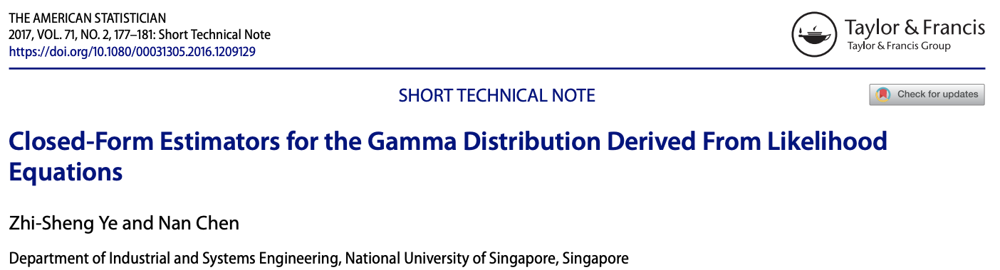 THE AMERICAN STATISTICIAN
2017, VOL. 71, NO. 2, 177–181: Short Technical Note
https://doi.org/10.1080/00031305.2016.1209129
Taylor & Francis
Taylor & Francis Group
SHORT TECHNICAL NOTE
Check for updates
Closed-Form Estimators for the Gamma Distribution Derived From Likelihood
Equations
Zhi-Sheng Ye and Nan Chen
Department of Industrial and Systems Engineering, National University of Singapore, Singapore